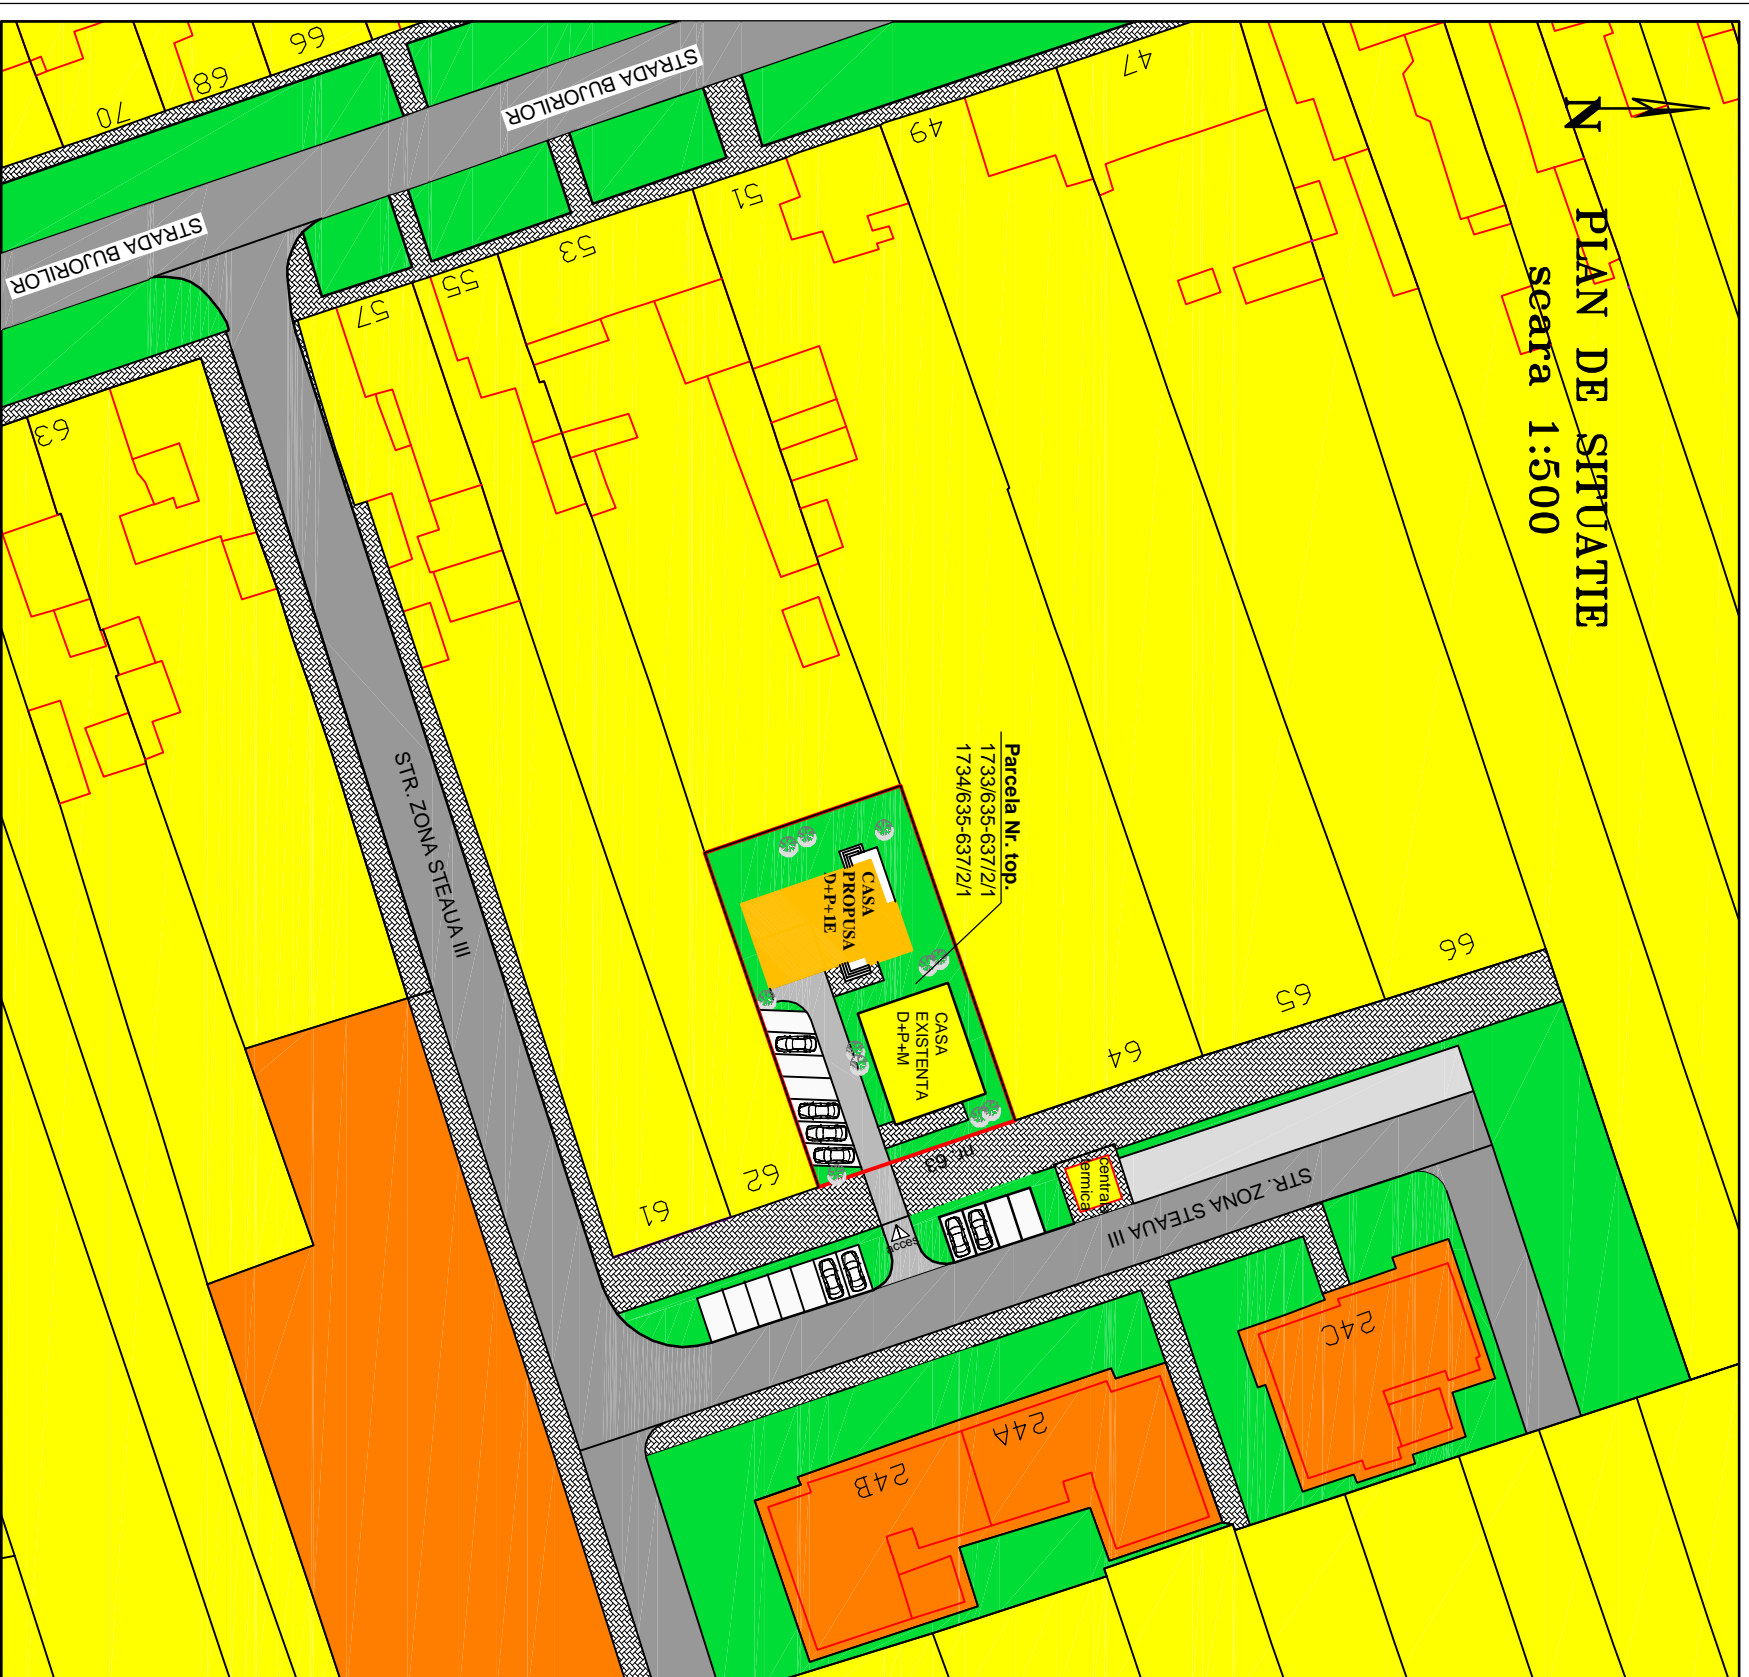 N
PLAN DE SITUATIE
scara 1:500
STRADA BUJORILOR
STRADA BUJORILOR
66
68
70
47
49
51
53
55
57
63
STR. ZONA STEAUA III
Parcela Nr. top.
1733/635-637/2/1
1734/635-637/2/1
CASA
PROPUSA
D+P+1E
CASA
EXISTENTA
D+P+M
nr. 63
acces
61
62
64
65
66
centrala
termica
STR. ZONA STEAUA III
24A
24B
24C